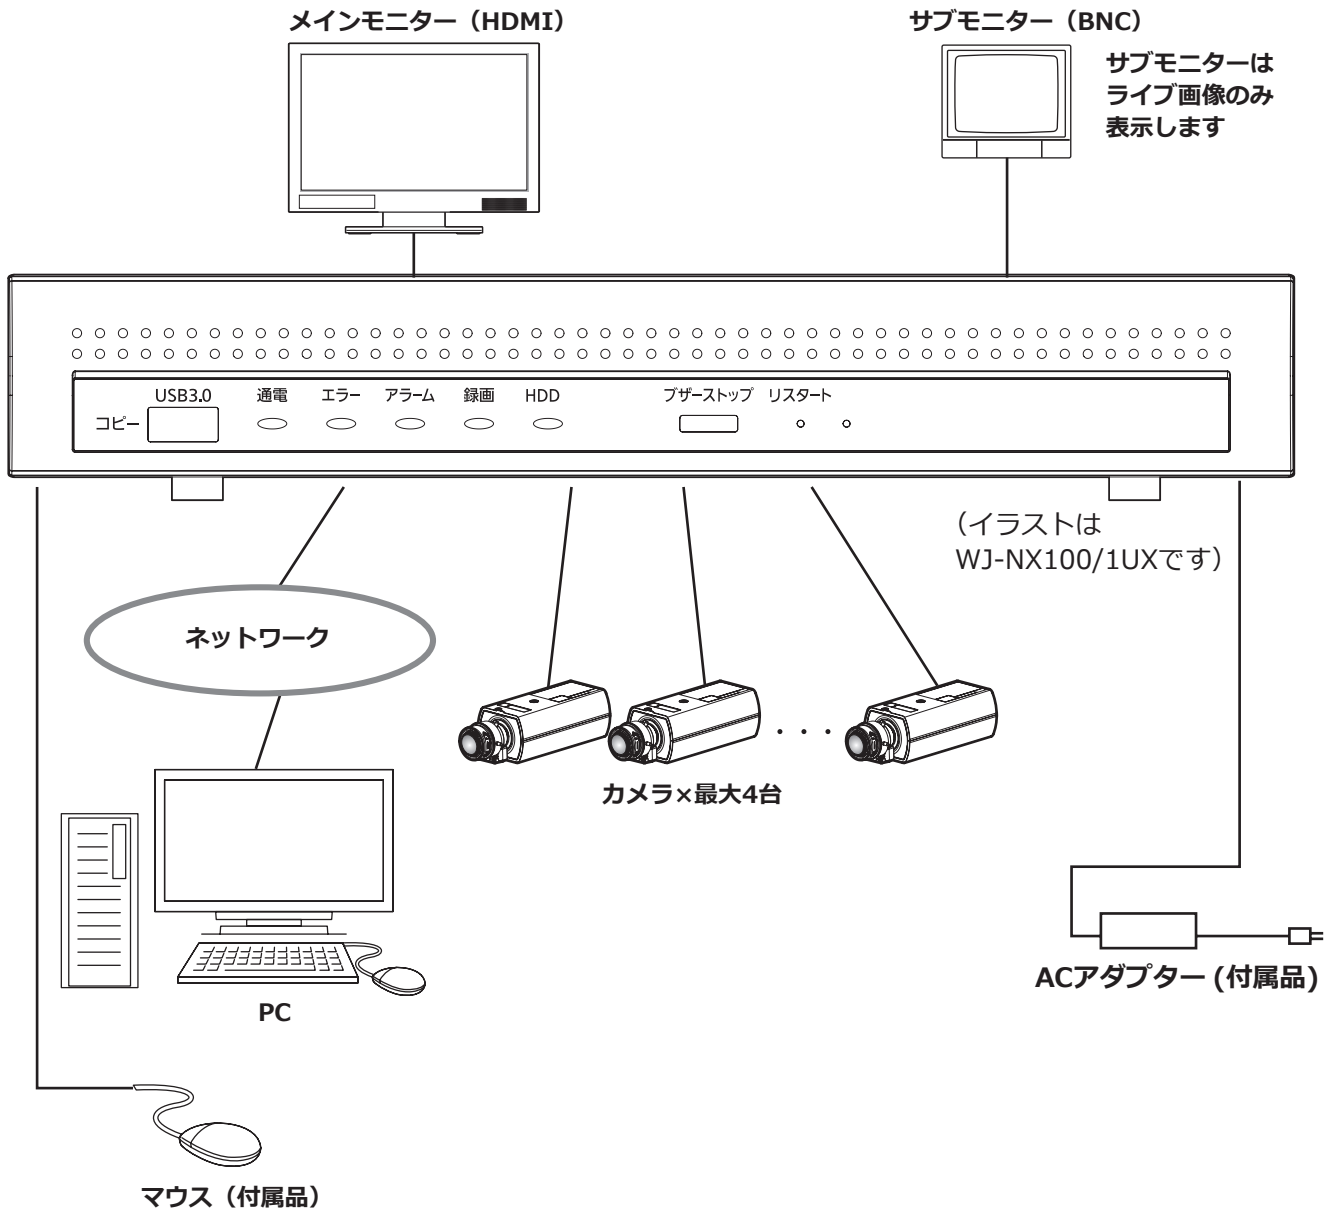 メインモニター（HDMI）
サブモニター（BNC）
サブモニターは
ライブ画像のみ
表示します
USB3.0
通電
エラー
アラーム
録画
HDD
ブザーストップ
リスタート
コピー
（イラストは
WJ-NX100/1UXです）
ネットワーク
・・・
カメラ×最大4台
ACアダプター (付属品)
PC
マウス（付属品）